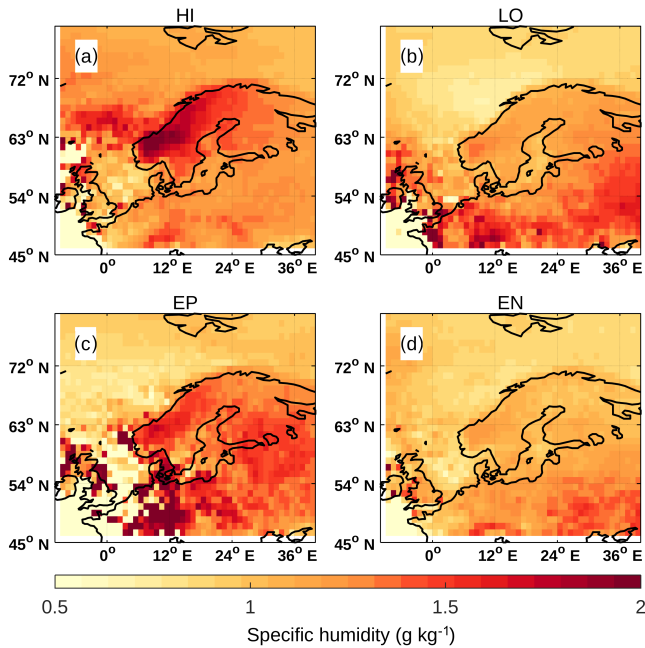 HI
LO
(a)
(b)
72° N
63° N
54° N
45° N
0° 12° E 24° E 36° E
72° N
63° N
54° N
45° N
0° 12° E 24° E 36° E
EP
EN
(c)
(d)
72° N
63° N
54° N
45° N
0° 12° E 24° E 36° E
72° N
63° N
54° N
45° N
0° 12° E 24° E 36° E
0.5 1 1.5 2
Specific humidity (g kg⁻¹)